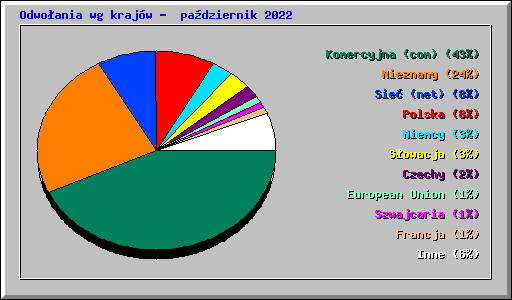 Odwołania wg krajów -  październik 2022
Komercyjna (com) (43%)
Nieznany (24%)
Sieć (net) (8%)
Polska (8%)
Niemcy (3%)
Słowacja (3%)
Czechy (2%)
European Union (1%)
Szwajcaria (1%)
Francja (1%)
Inne (6%)